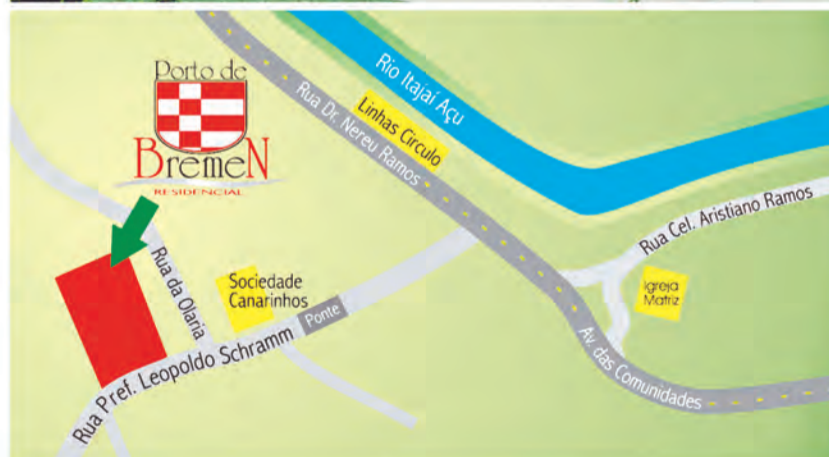 Porto de
BremeN
RESIDENCIAL
Rio Itajaí Açu
Linhas Circulo
Rua Dr. Nereu Ramos
Rua Cel. Aristiano Ramos
Rua da Olaria
Sociedade
Canarinhos
Igreja
Matriz
Ponte
Rua Pref. Leopoldo Schramm
Av. das Comunidades